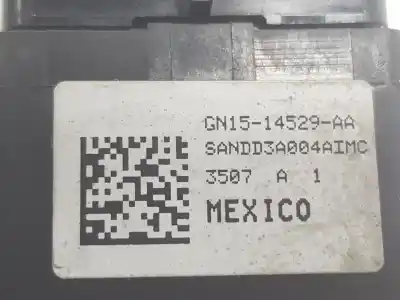 GN15-14529-AA
SANDD3A004AIMC
3507 A 1
MEXICO